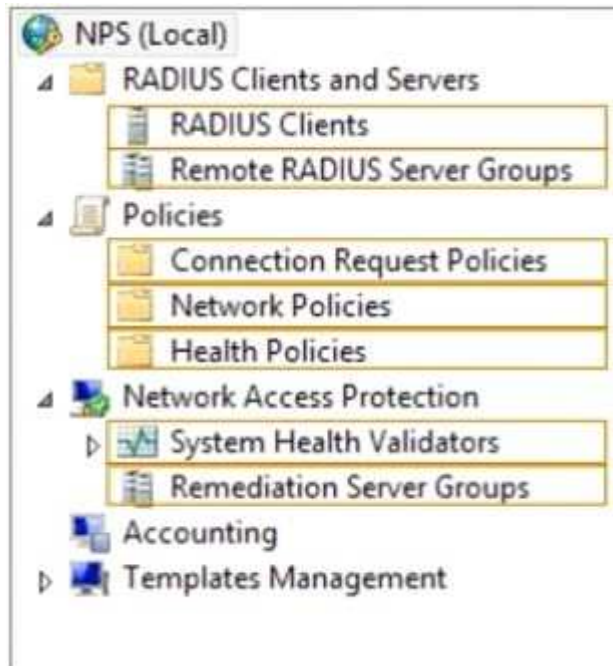 NPS (Local)
RADIUS Clients and Servers
RADIUS Clients
Remote RADIUS Server Groups
Policies
Connection Request Policies
Network Policies
Health Policies
Network Access Protection
System Health Validators
Remediation Server Groups
Accounting
Templates Management